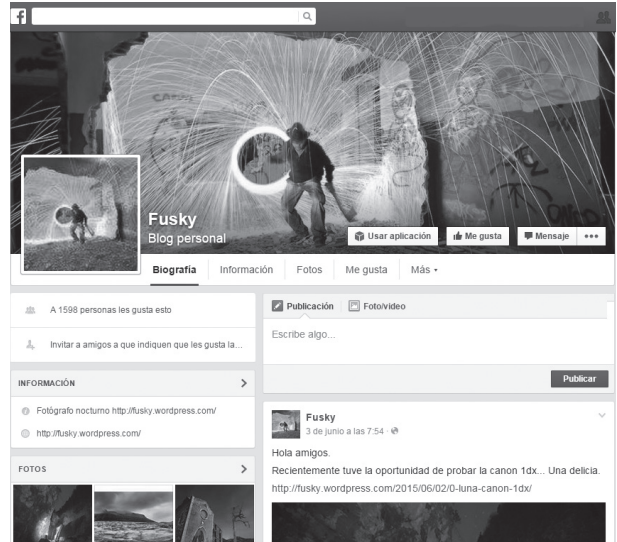 f
Fusky
Blog personal
Usar aplicación
Me gusta
Mensaje
Biografía
Información
Fotos
Me gusta
Más
A 1598 personas les gusta esto
Invitar a amigos a que indiquen que les gusta la...
INFORMACIÓN
Fotógrafo nocturno http://fusky.wordpress.com/
http://fusky.wordpress.com/
FOTOS
Publicación
Foto/video
Escribe algo...
Publicar
Fusky
3 de junio a las 7:54 ·
Hola amigos.
Recientemente tuve la oportunidad de probar la canon 1dx... Una delicia.
http://fusky.wordpress.com/2015/06/02/0-luna-canon-1dx/